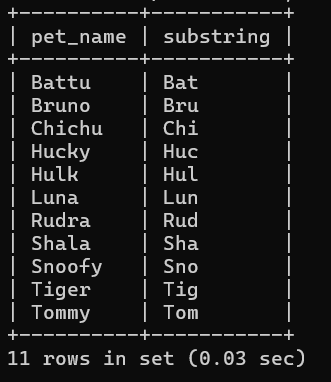 +----------+-----------+
| pet_name | substring |
+----------+-----------+
| Battu    | Bat       |
| Bruno    | Bru       |
| Chichu   | Chi       |
| Hucky    | Huc       |
| Hulk     | Hul       |
| Luna     | Lun       |
| Rudra    | Rud       |
| Shala    | Sha       |
| Snoofy   | Sno       |
| Tiger    | Tig       |
| Tommy    | Tom       |
+----------+-----------+
11 rows in set (0.03 sec)